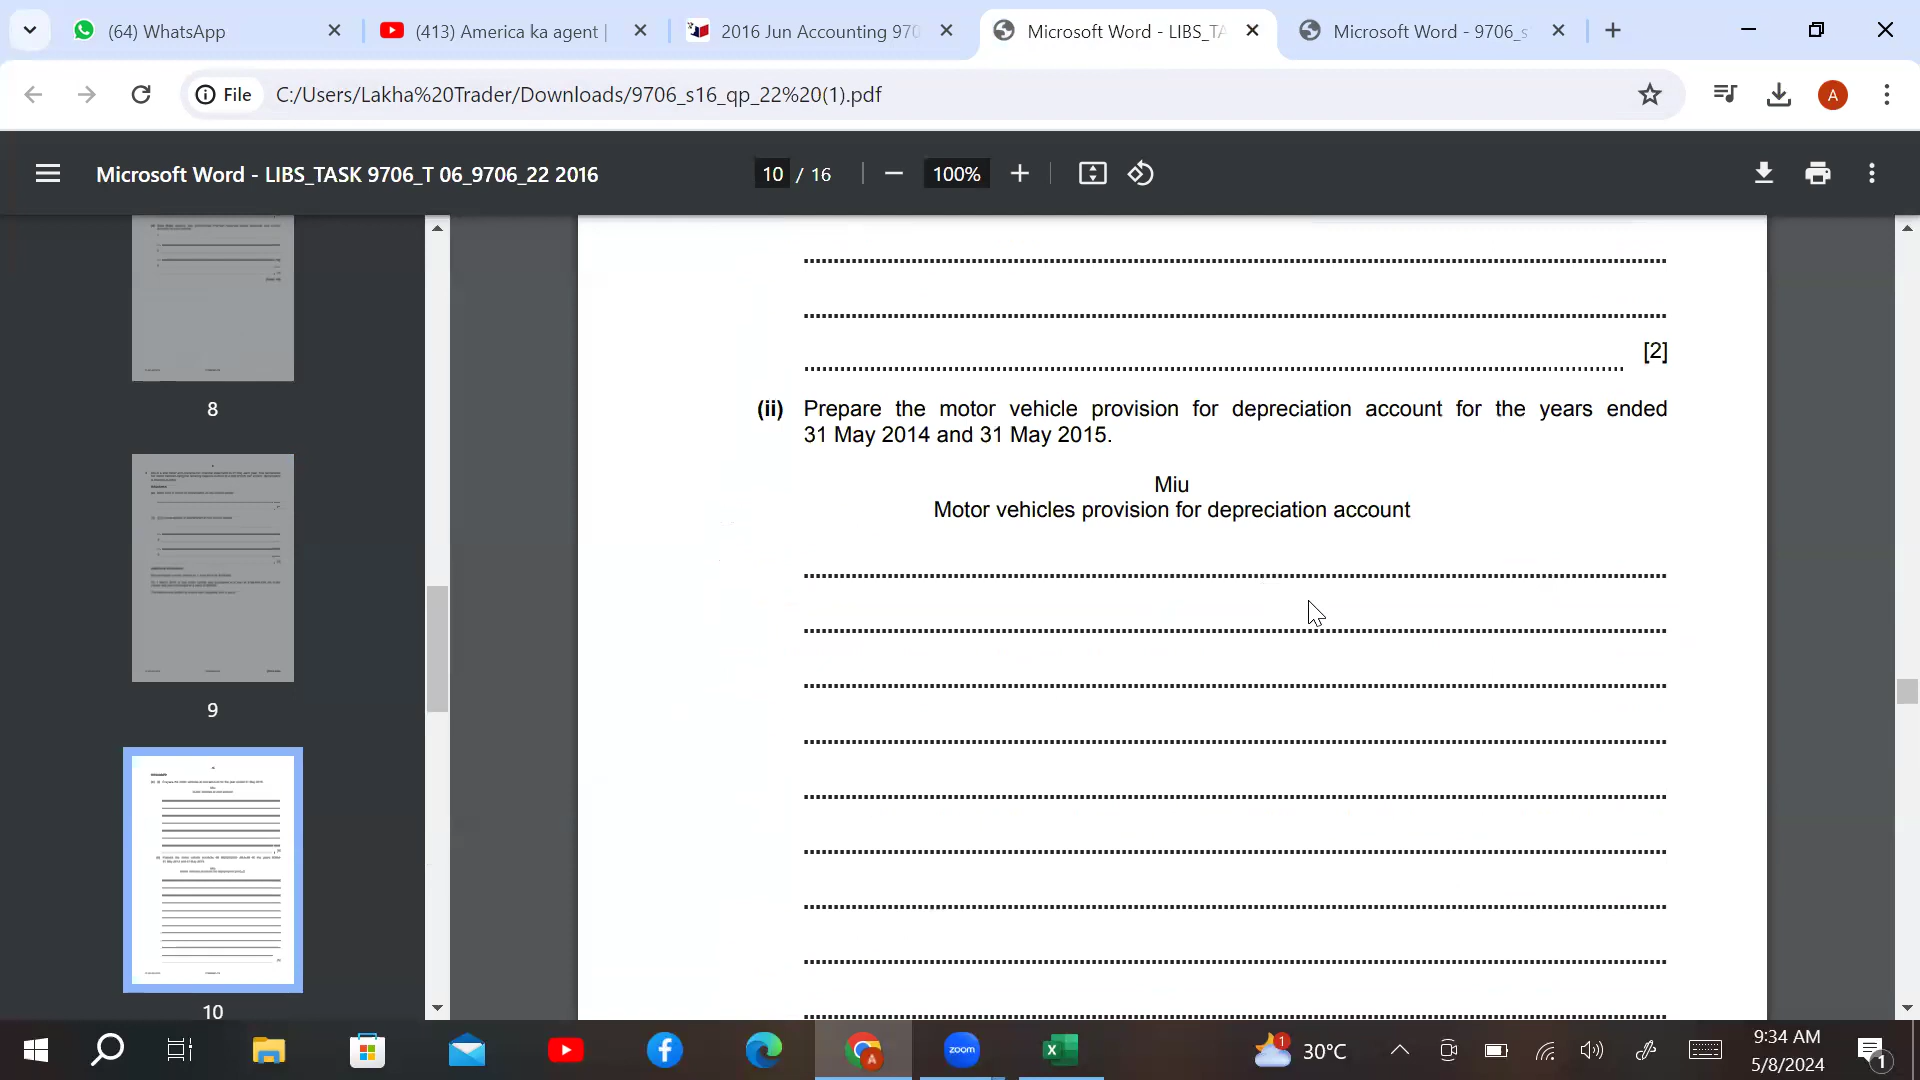 (64) WhatsApp
(413) America ka agent |
2016 Jun Accounting 970
Microsoft Word - LIBS_TA
Microsoft Word - 9706_s
File
C:/Users/Lakha%20Trader/Downloads/9706_s16_qp_22%20(1).pdf
A
Microsoft Word - LIBS_TASK 9706_T 06_9706_22 2016
10 / 16
100%
8
9
10
[2]
(ii) Prepare the motor vehicle provision for depreciation account for the years ended
31 May 2014 and 31 May 2015.
Miu
Motor vehicles provision for depreciation account
A
zoom
1
30°C
9:34 AM
5/8/2024
1